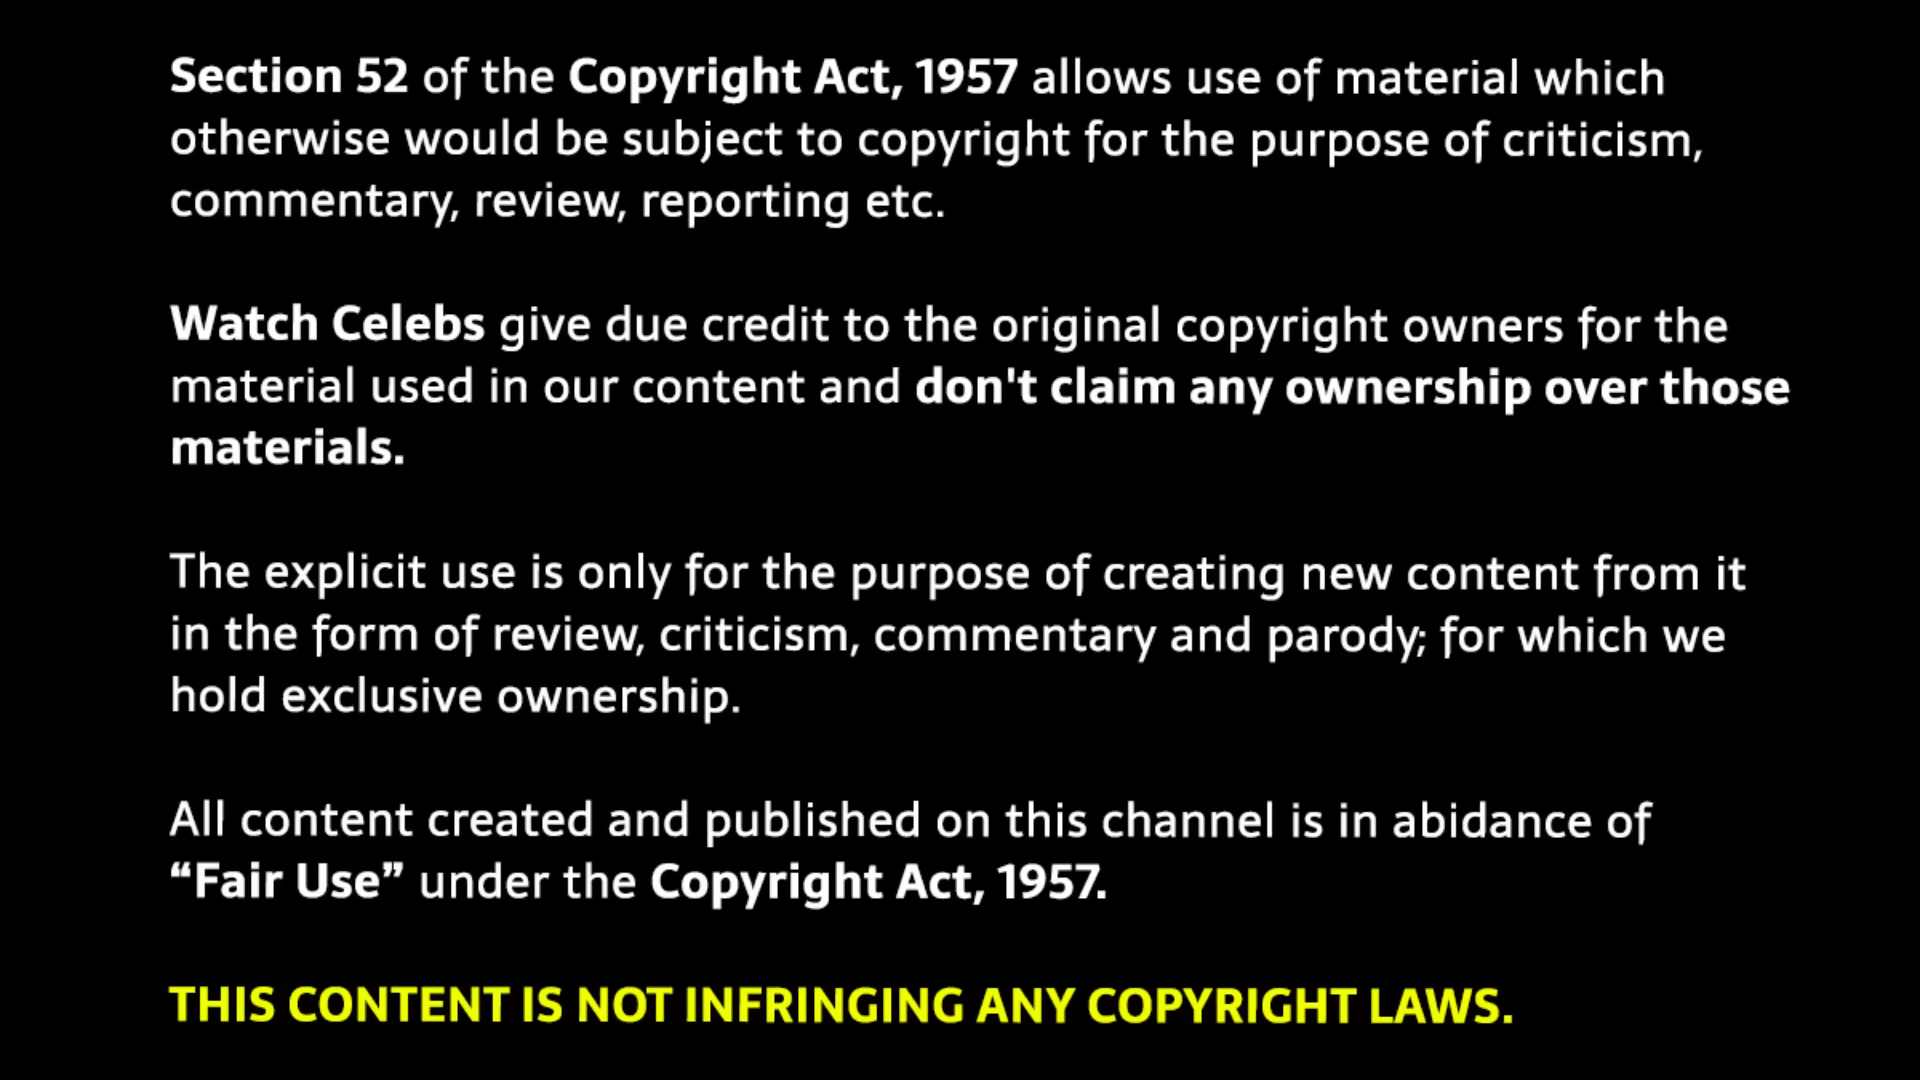 Section 52 of the Copyright Act, 1957 allows use of material which
otherwise would be subject to copyright for the purpose of criticism,
commentary, review, reporting etc.
Watch Celebs give due credit to the original copyright owners for the
material used in our content and don't claim any ownership over those
materials.
The explicit use is only for the purpose of creating new content from it
in the form of review, criticism, commentary and parody; for which we
hold exclusive ownership.
All content created and published on this channel is in abidance of
“Fair Use” under the Copyright Act, 1957.
THIS CONTENT IS NOT INFRINGING ANY COPYRIGHT LAWS.